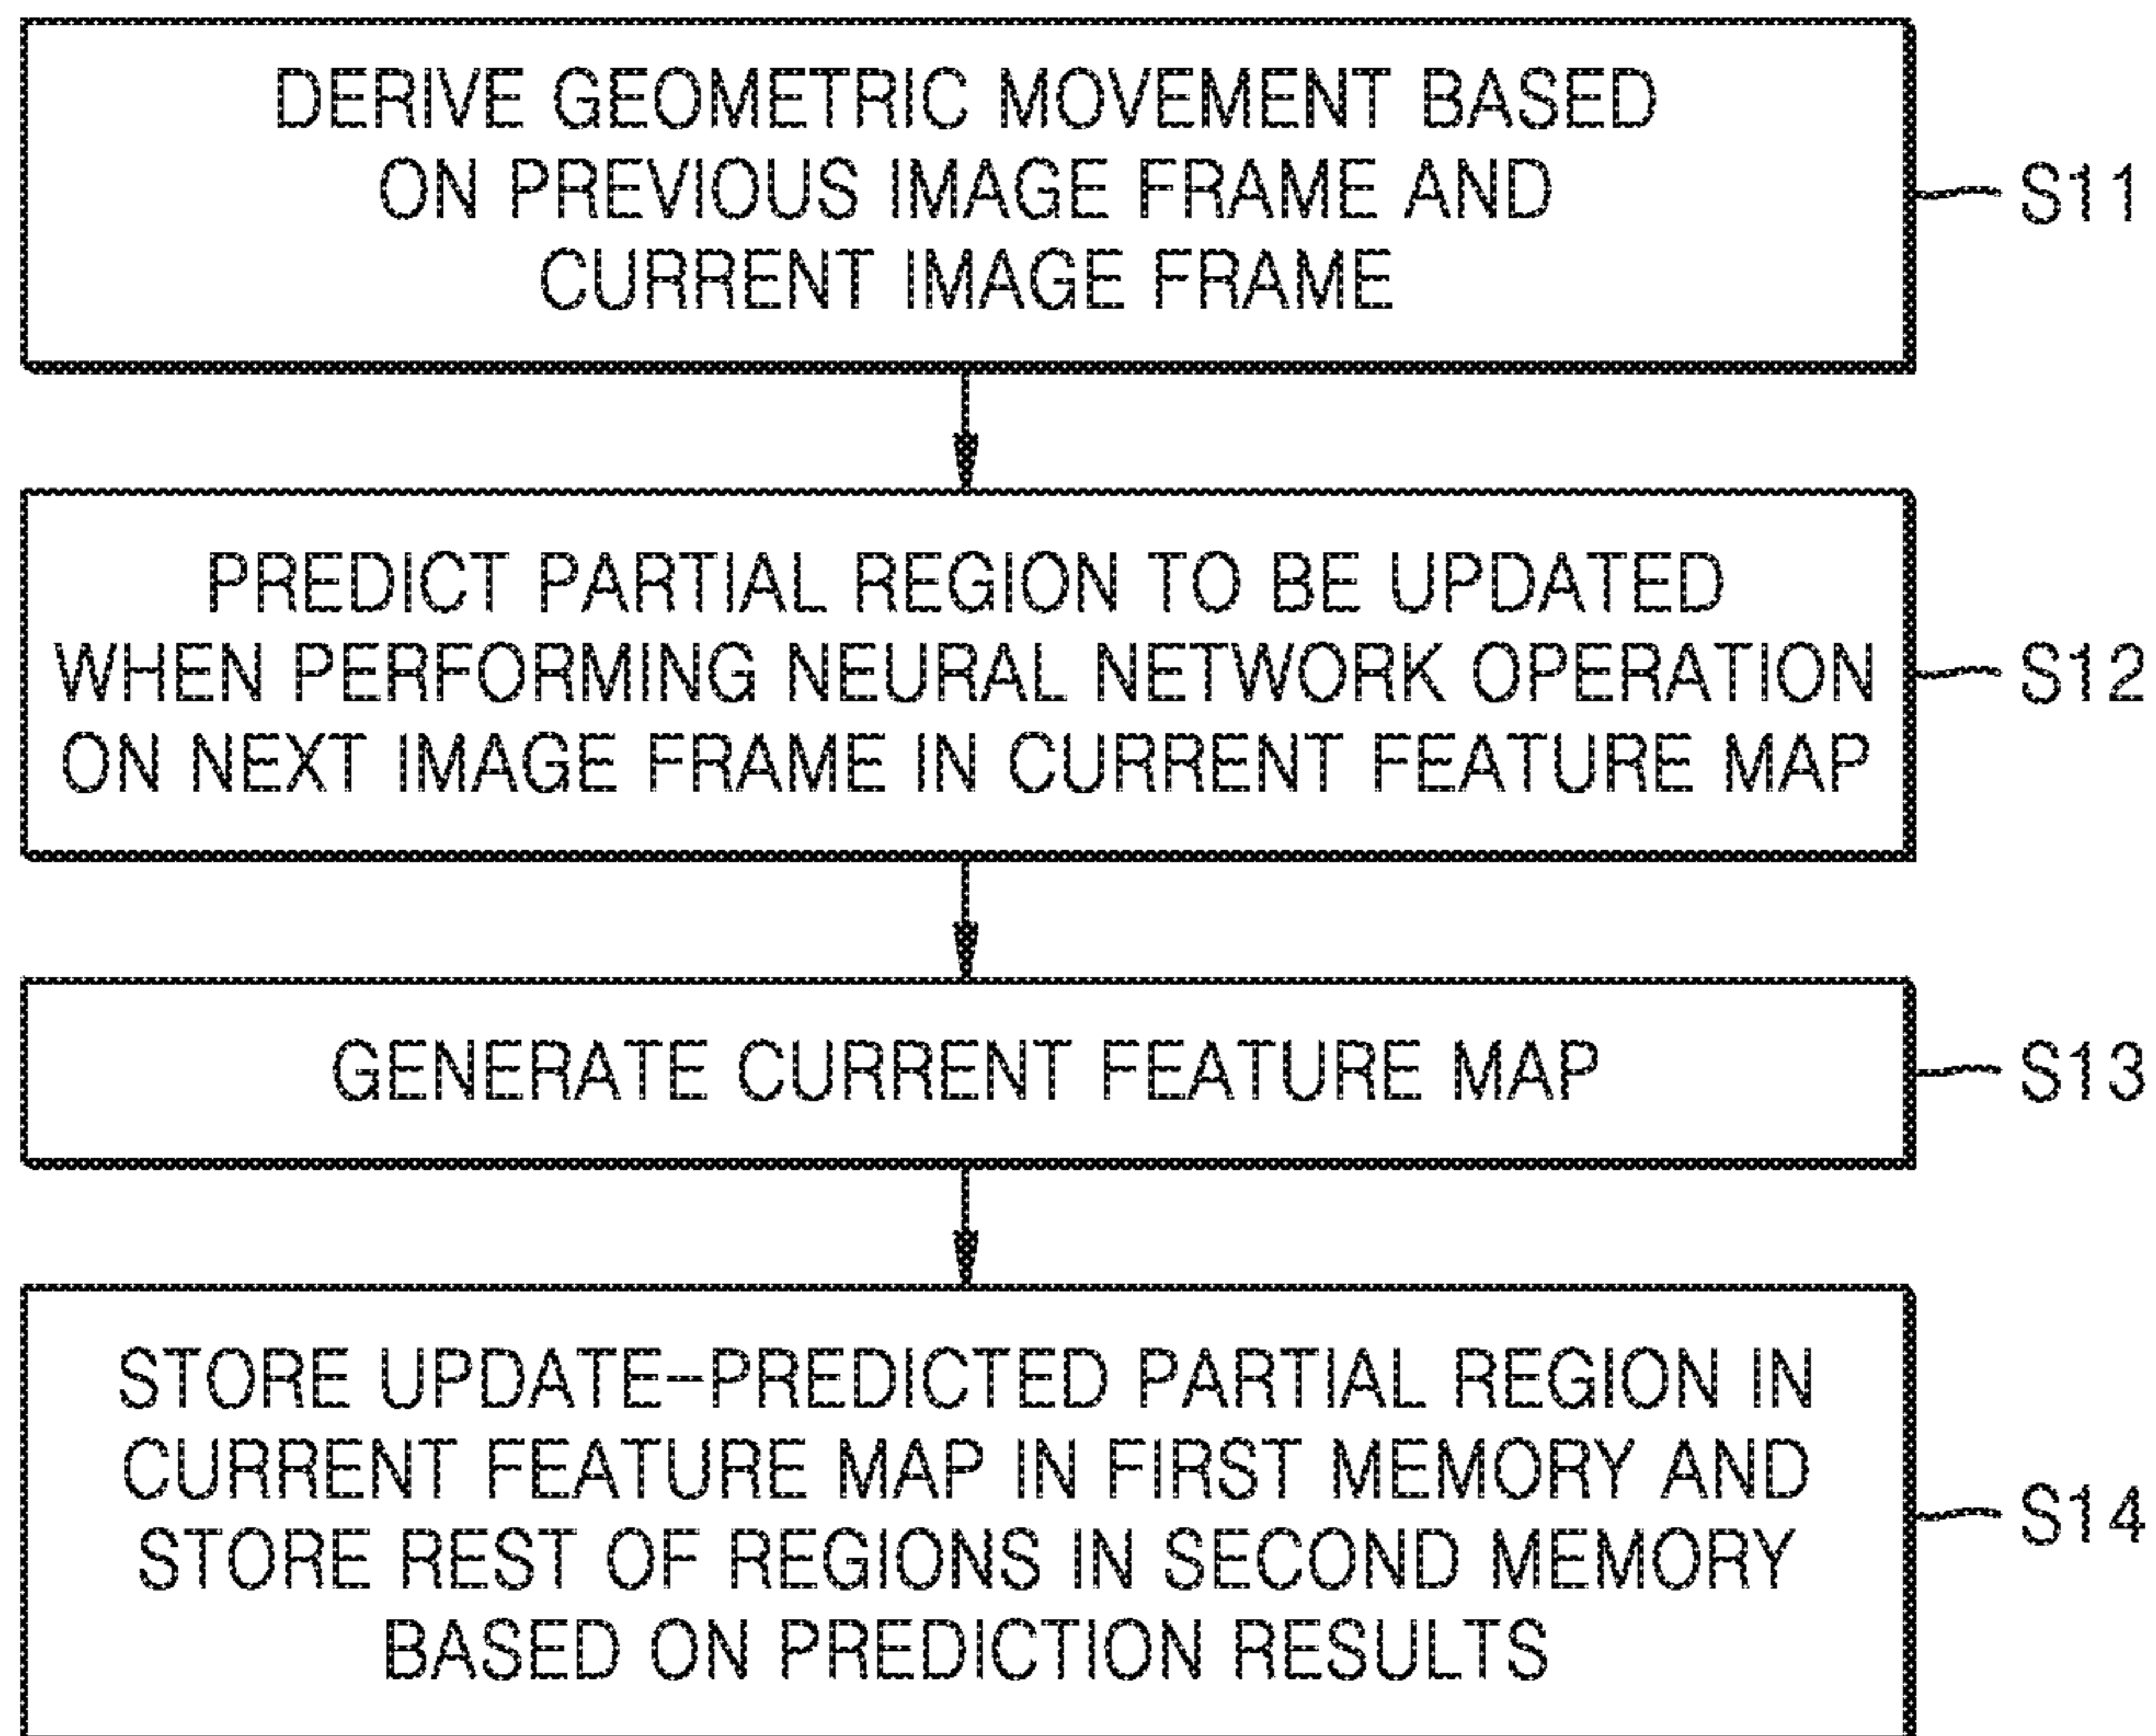 DERIVE GEOMETRIC MOVEMENT BASED
ON PREVIOUS IMAGE FRAME AND
CURRENT IMAGE FRAME
S11
PREDICT PARTIAL REGION TO BE UPDATED
WHEN PERFORMING NEURAL NETWORK OPERATION
ON NEXT IMAGE FRAME IN CURRENT FEATURE MAP
S12
GENERATE CURRENT FEATURE MAP
S13
STORE UPDATE-PREDICTED PARTIAL REGION IN
CURRENT FEATURE MAP IN FIRST MEMORY AND
STORE REST OF REGIONS IN SECOND MEMORY
BASED ON PREDICTION RESULTS
S14